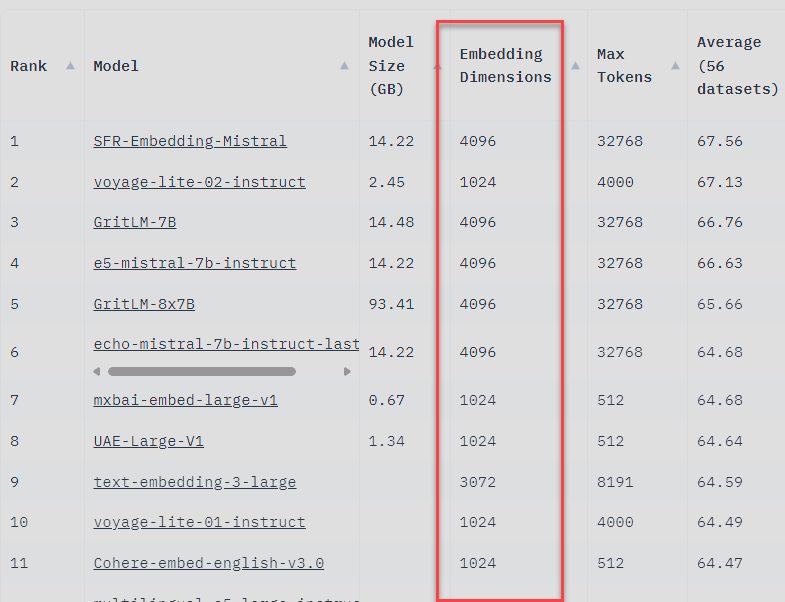 Rank Model Model Size (GB) Embedding Dimensions Max Tokens Average (56 datasets)
1 SFR-Embedding-Mistral 14.22 4096 32768 67.56
2 voyage-lite-02-instruct 2.45 1024 4000 67.13
3 GritLM-7B 14.48 4096 32768 66.76
4 e5-mistral-7b-instruct 14.22 4096 32768 66.63
5 GritLM-8x7B 93.41 4096 32768 65.66
6 echo-mistral-7b-instruct-last 14.22 4096 32768 64.68
7 mxbai-embed-large-v1 0.67 1024 512 64.68
8 UAE-Large-V1 1.34 1024 512 64.64
9 text-embedding-3-large 3072 8191 64.59
10 voyage-lite-01-instruct 1024 4000 64.49
11 Cohere-embed-english-v3.0 1024 512 64.47